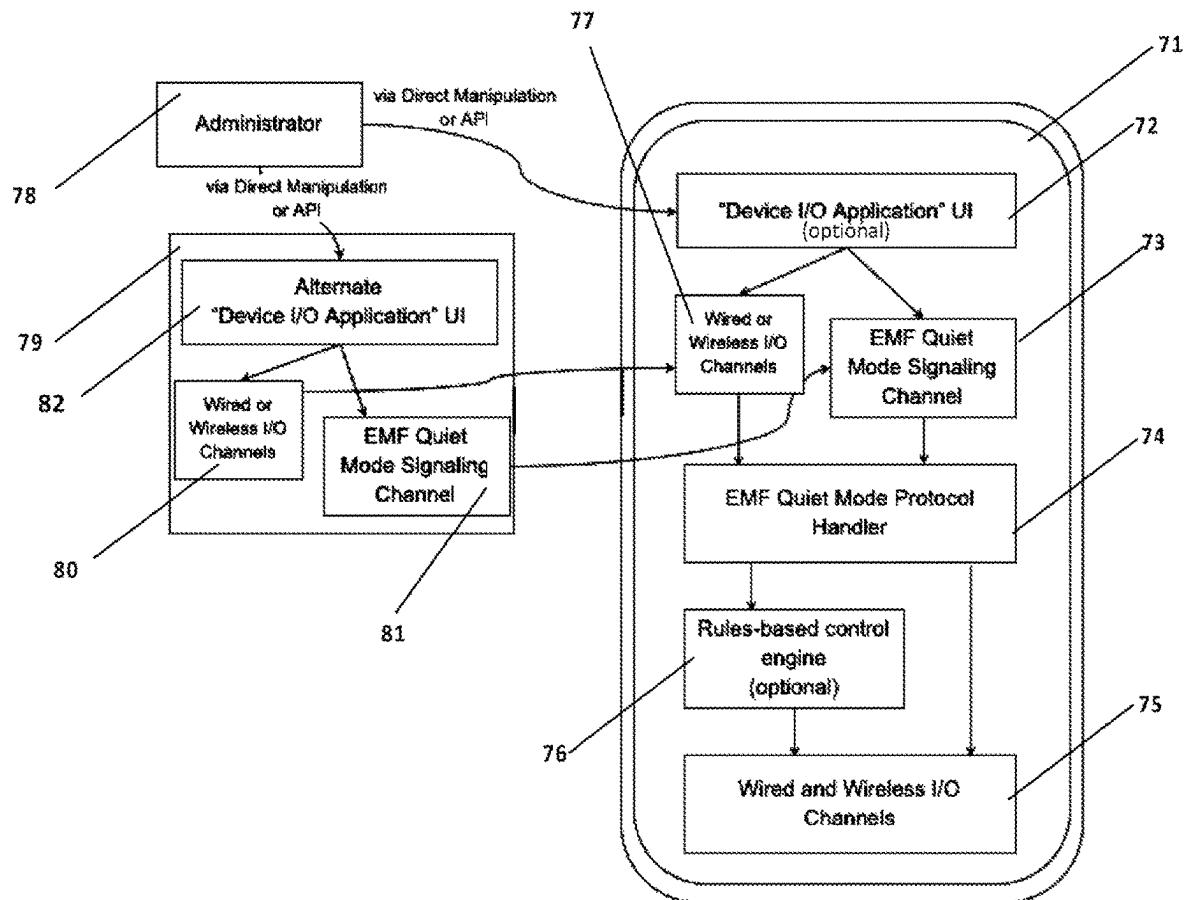 77
71
72
73
74
75
76
78
79
82
80
81
Administrator
via Direct Manipulation
or API
via Direct Manipulation
or API
Alternate
"Device I/O Application" UI
Wired or
Wireless I/O
Channels
EMF Quiet
Mode Signaling
Channel
"Device I/O Application" UI
(optional)
Wired or
Wireless I/O
Channels
EMF Quiet
Mode Signaling
Channel
EMF Quiet Mode Protocol
Handler
Rules-based control
engine
(optional)
Wired and Wireless I/O
Channels